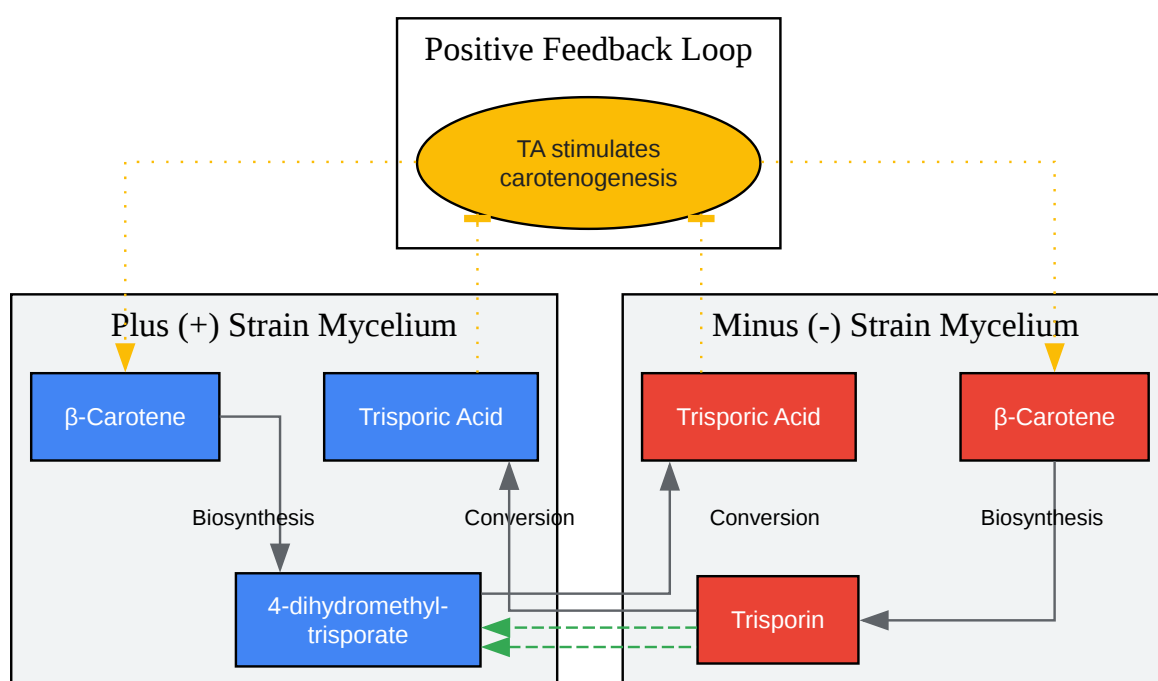 Positive Feedback Loop
TA stimulates
carotenogenesis
Plus (+) Strain Mycelium
Minus (-) Strain Mycelium
β-Carotene
Trisporic Acid
Trisporic Acid
β-Carotene
Biosynthesis
Conversion
Conversion
Biosynthesis
4-dihydromethyl-
trisporate
Trisporin